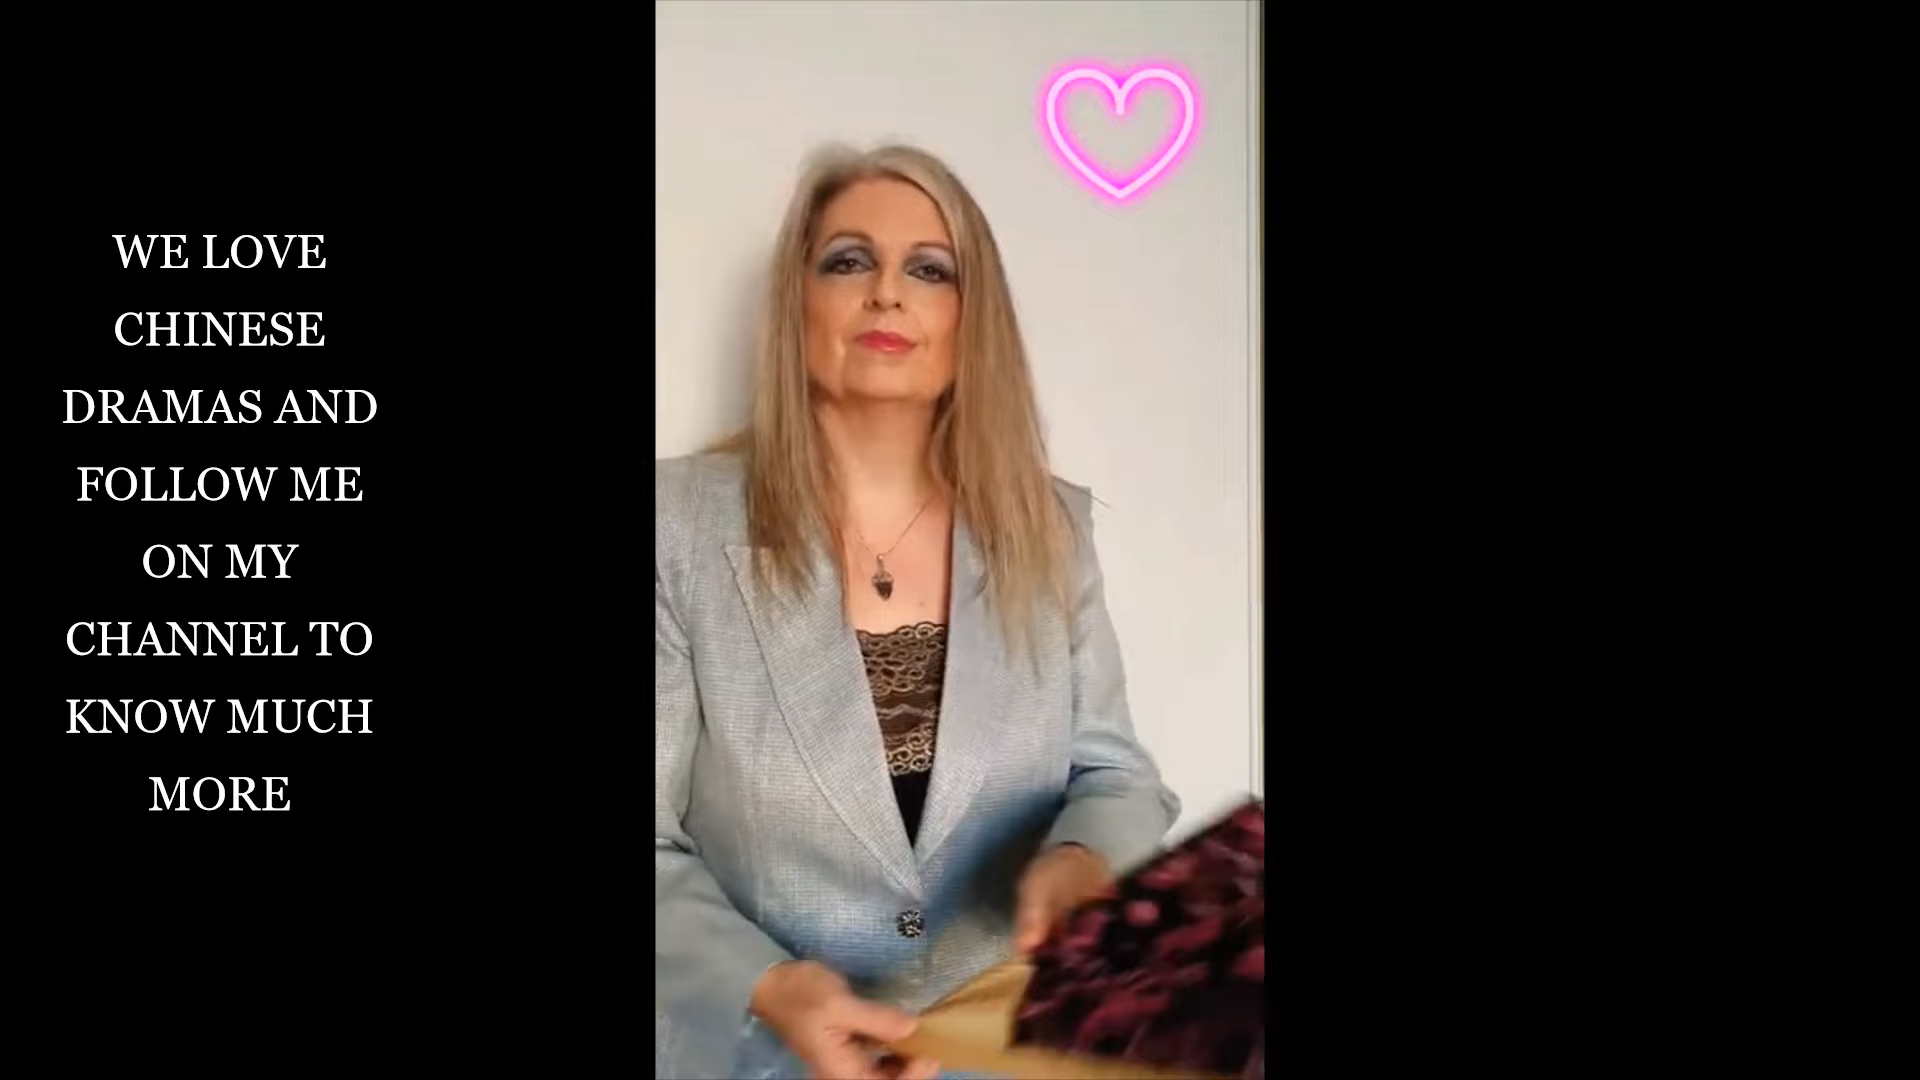 WE LOVE
CHINESE
DRAMAS AND
FOLLOW ME
ON MY
CHANNEL TO
KNOW MUCH
MORE